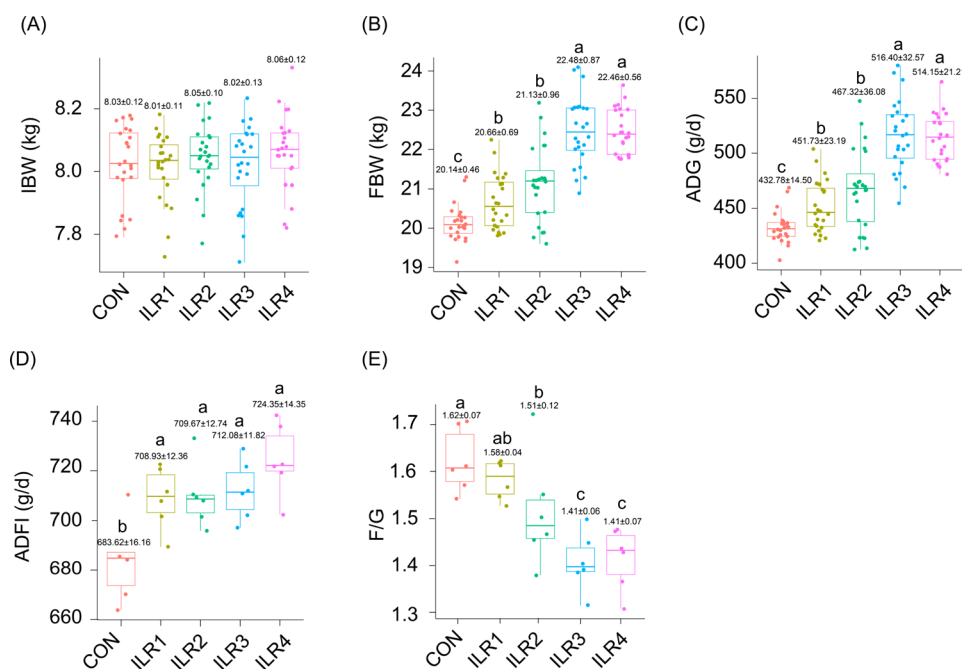 (A)
IBW (kg)
8.2
8.0
7.8
8.03±0.12
8.01±0.11
8.05±0.10
8.02±0.13
8.06±0.12
CON
ILR1
ILR2
ILR3
ILR4
(B)
FBW (kg)
24
23
22
21
20
19
c
20.14±0.46
b
20.66±0.69
b
21.13±0.96
a
22.48±0.87
a
22.46±0.56
CON
ILR1
ILR2
ILR3
ILR4
(C)
ADG (g/d)
550
500
450
400
c
432.78±14.50
b
451.73±23.19
b
467.32±36.08
a
516.40±32.57
a
514.15±21.2
CON
ILR1
ILR2
ILR3
ILR4
(D)
ADFI (g/d)
740
720
700
680
660
b
683.62±16.16
a
708.93±12.36
a
709.67±12.74
a
712.08±11.82
a
724.35±14.35
CON
ILR1
ILR2
ILR3
ILR4
(E)
F/G
1.7
1.6
1.5
1.4
1.3
a
1.62±0.07
ab
1.58±0.04
b
1.51±0.12
c
1.41±0.06
c
1.41±0.07
CON
ILR1
ILR2
ILR3
ILR4